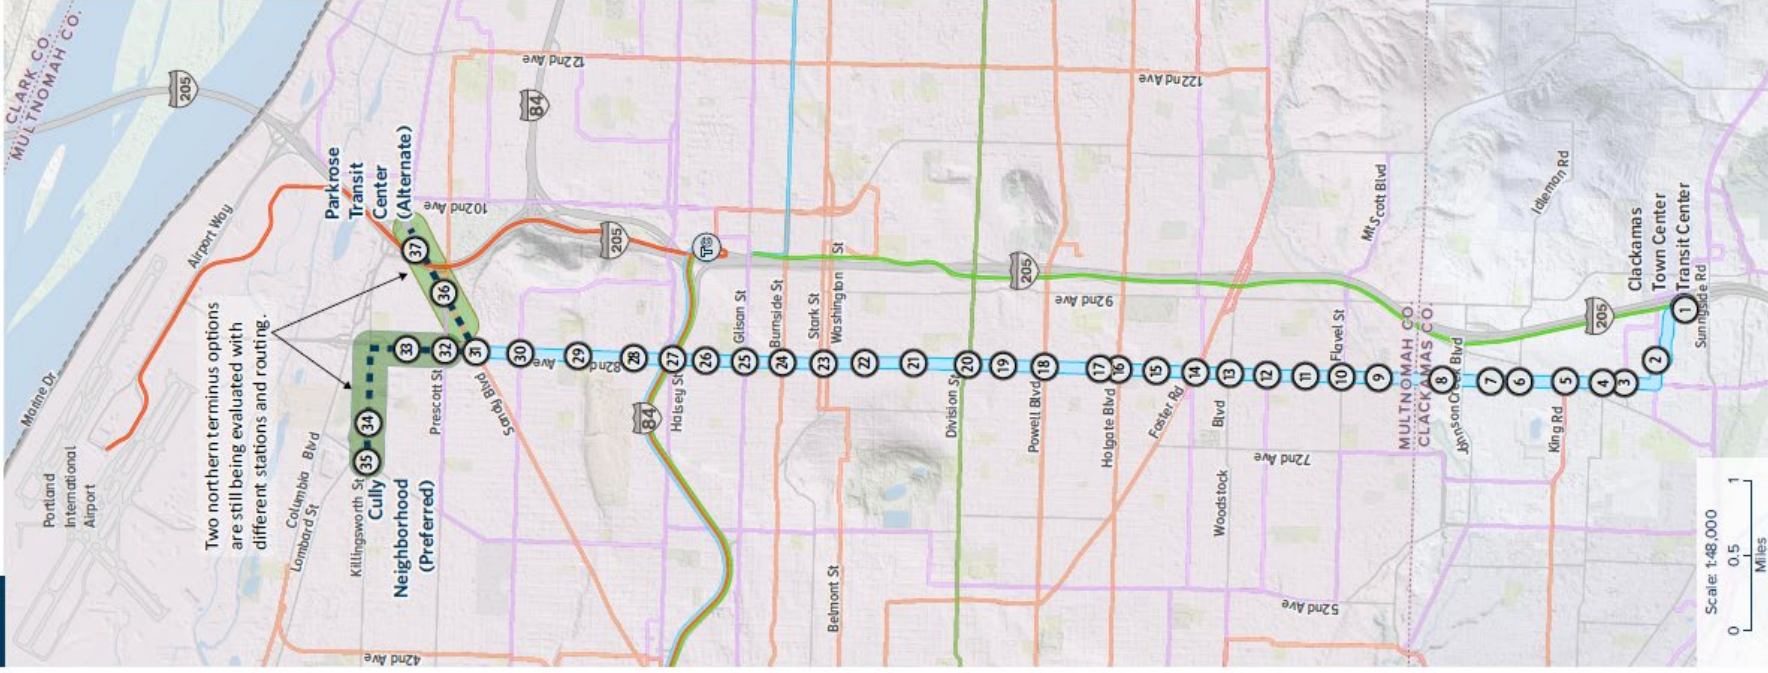 CLARK CO.
MULTNOMAH CO.
205
Marine Dr
Airport Way
Portland
International
Airport
Two northern terminus options
are still being evaluated with
different stations and routing.
Parkrose
Transit
Center
(Alternate)
122nd Ave
84
102nd Ave
37
36
205
Columbia Blvd
Lombard St
Killingsworth St
Cully
Neighborhood
(Preferred)
35
34
33
32
31
Prescott St
Sandy Blvd
42nd Ave
30
29
82nd Ave
28
84
27
Halsey St
TC
26
25
Glisan St
24
Burnside St
23
Stark St
Washington St
Belmont St
22
21
20
Division St
19
18
Powell Blvd
205
92nd Ave
122nd Ave
17
16
Holgate Blvd
15
14
Foster Rd
13
Woodstock Blvd
12
11
10
Flavel St
72nd Ave
52nd Ave
9
Mt Scott Blvd
MULTNOMAH CO.
CLACKAMAS CO.
8
Johnson Creek Blvd
7
6
5
King Rd
Idleman Rd
205
4
3
2
1
Clackamas
Town Center
Transit Center
Sunnyside Rd
Scale: 1:48,000
0 0.5 1
Miles